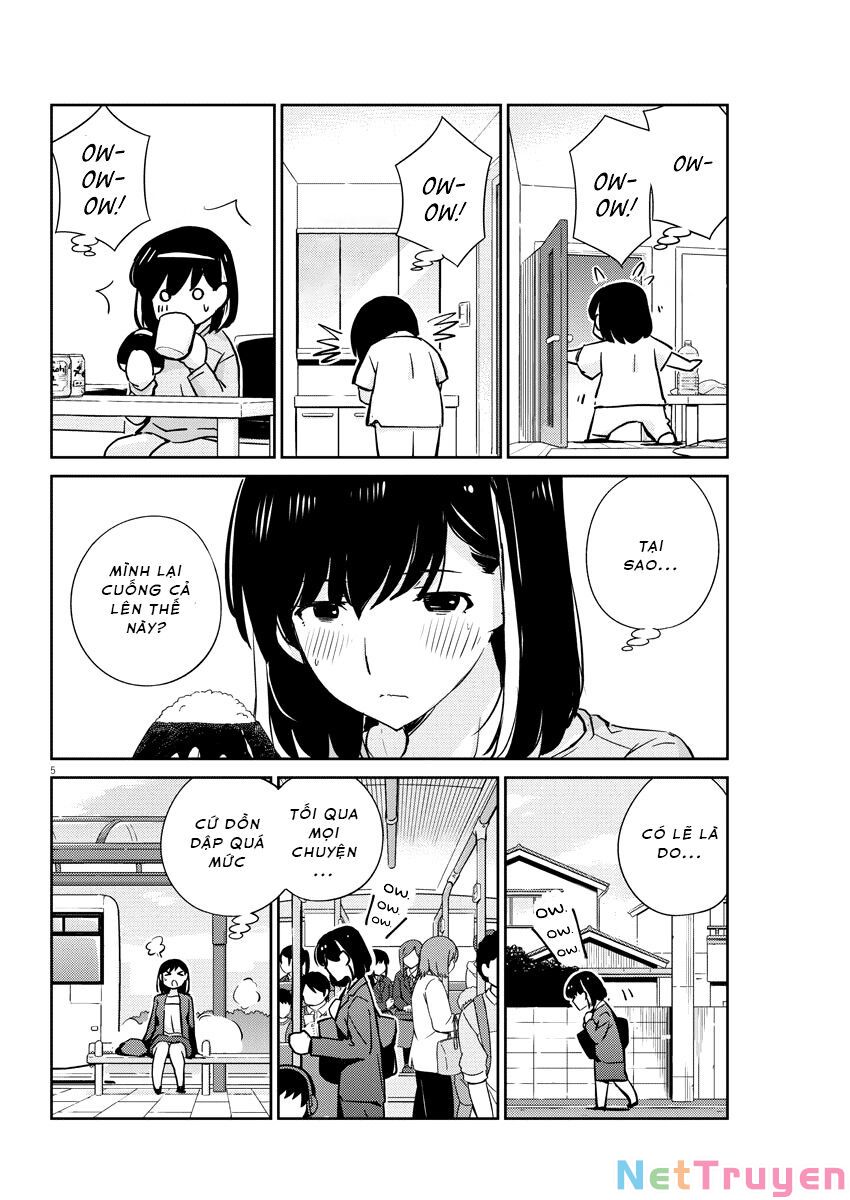 OW-
OW-
OW!
OW-
OW!
OW-
OW-
OW!
TẠI
SAO...
MÌNH LẠI
CUỐNG CẢ
LÊN THẾ
NÀY?
5
CÓ LẼ LÀ
DO...
OW.
OW.
OW.
TỐI QUA
MỌI
CHUYỆN
...
OW.
OW.
OW.
CỨ DỒN
DẬP QUÁ
MỨC
NetTruyen